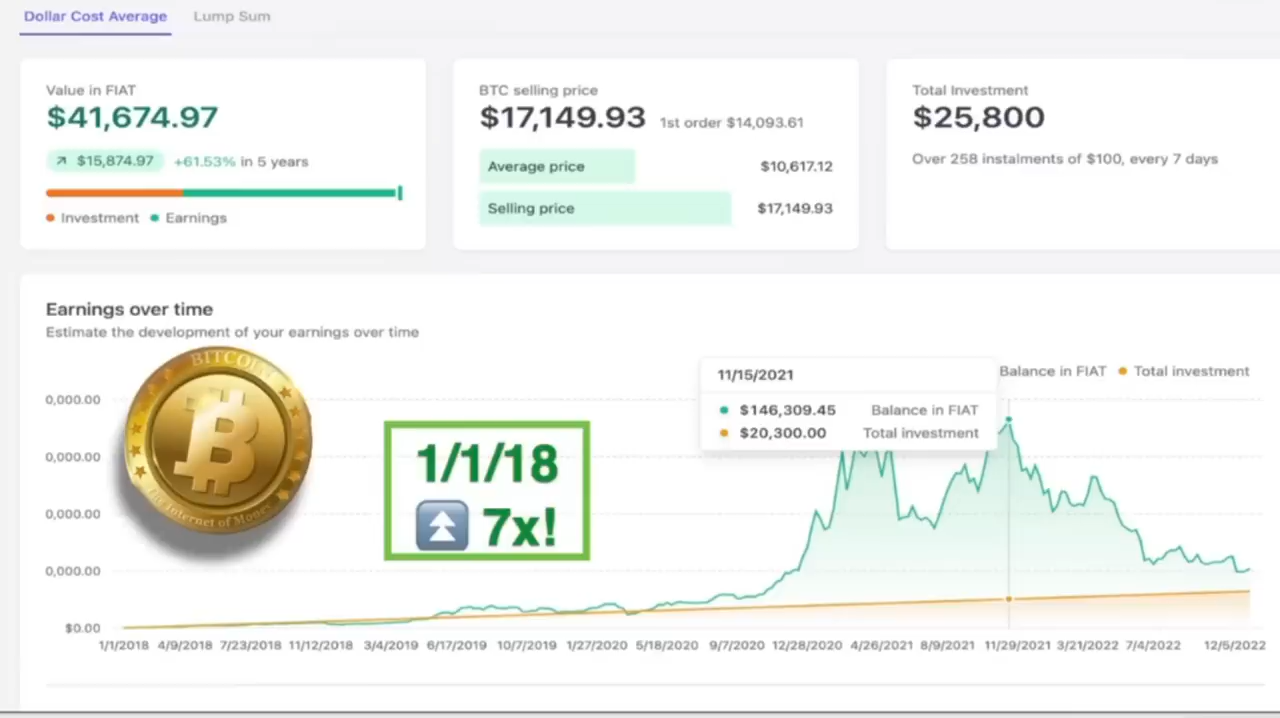 Dollar Cost Average Lump Sum
Value in FIAT
$41,674.97
$15,874.97 +61.53% in 5 years
Investment Earnings
BTC selling price
$17,149.93 1st order $14,093.61
Average price $10,617.12
Selling price $17,149.93
Total Investment
$25,800
Over 258 instalments of $100, every 7 days
Earnings over time
Estimate the development of your earnings over time
Balance in FIAT Total investment
11/15/2021
$146,309.45 Balance in FIAT
$20,300.00 Total investment
0,000.00
0,000.00
0,000.00
0,000.00
$0.00
BITCOIN
B
The Internet of Money
1/1/18
7x!
1/1/2018 4/9/2018 7/23/2018 11/12/2018 3/4/2019 6/17/2019 10/7/2019 1/27/2020 5/18/2020 9/7/2020 12/28/2020 4/26/2021 8/9/2021 11/29/2021 3/21/2022 7/4/2022 12/5/2022